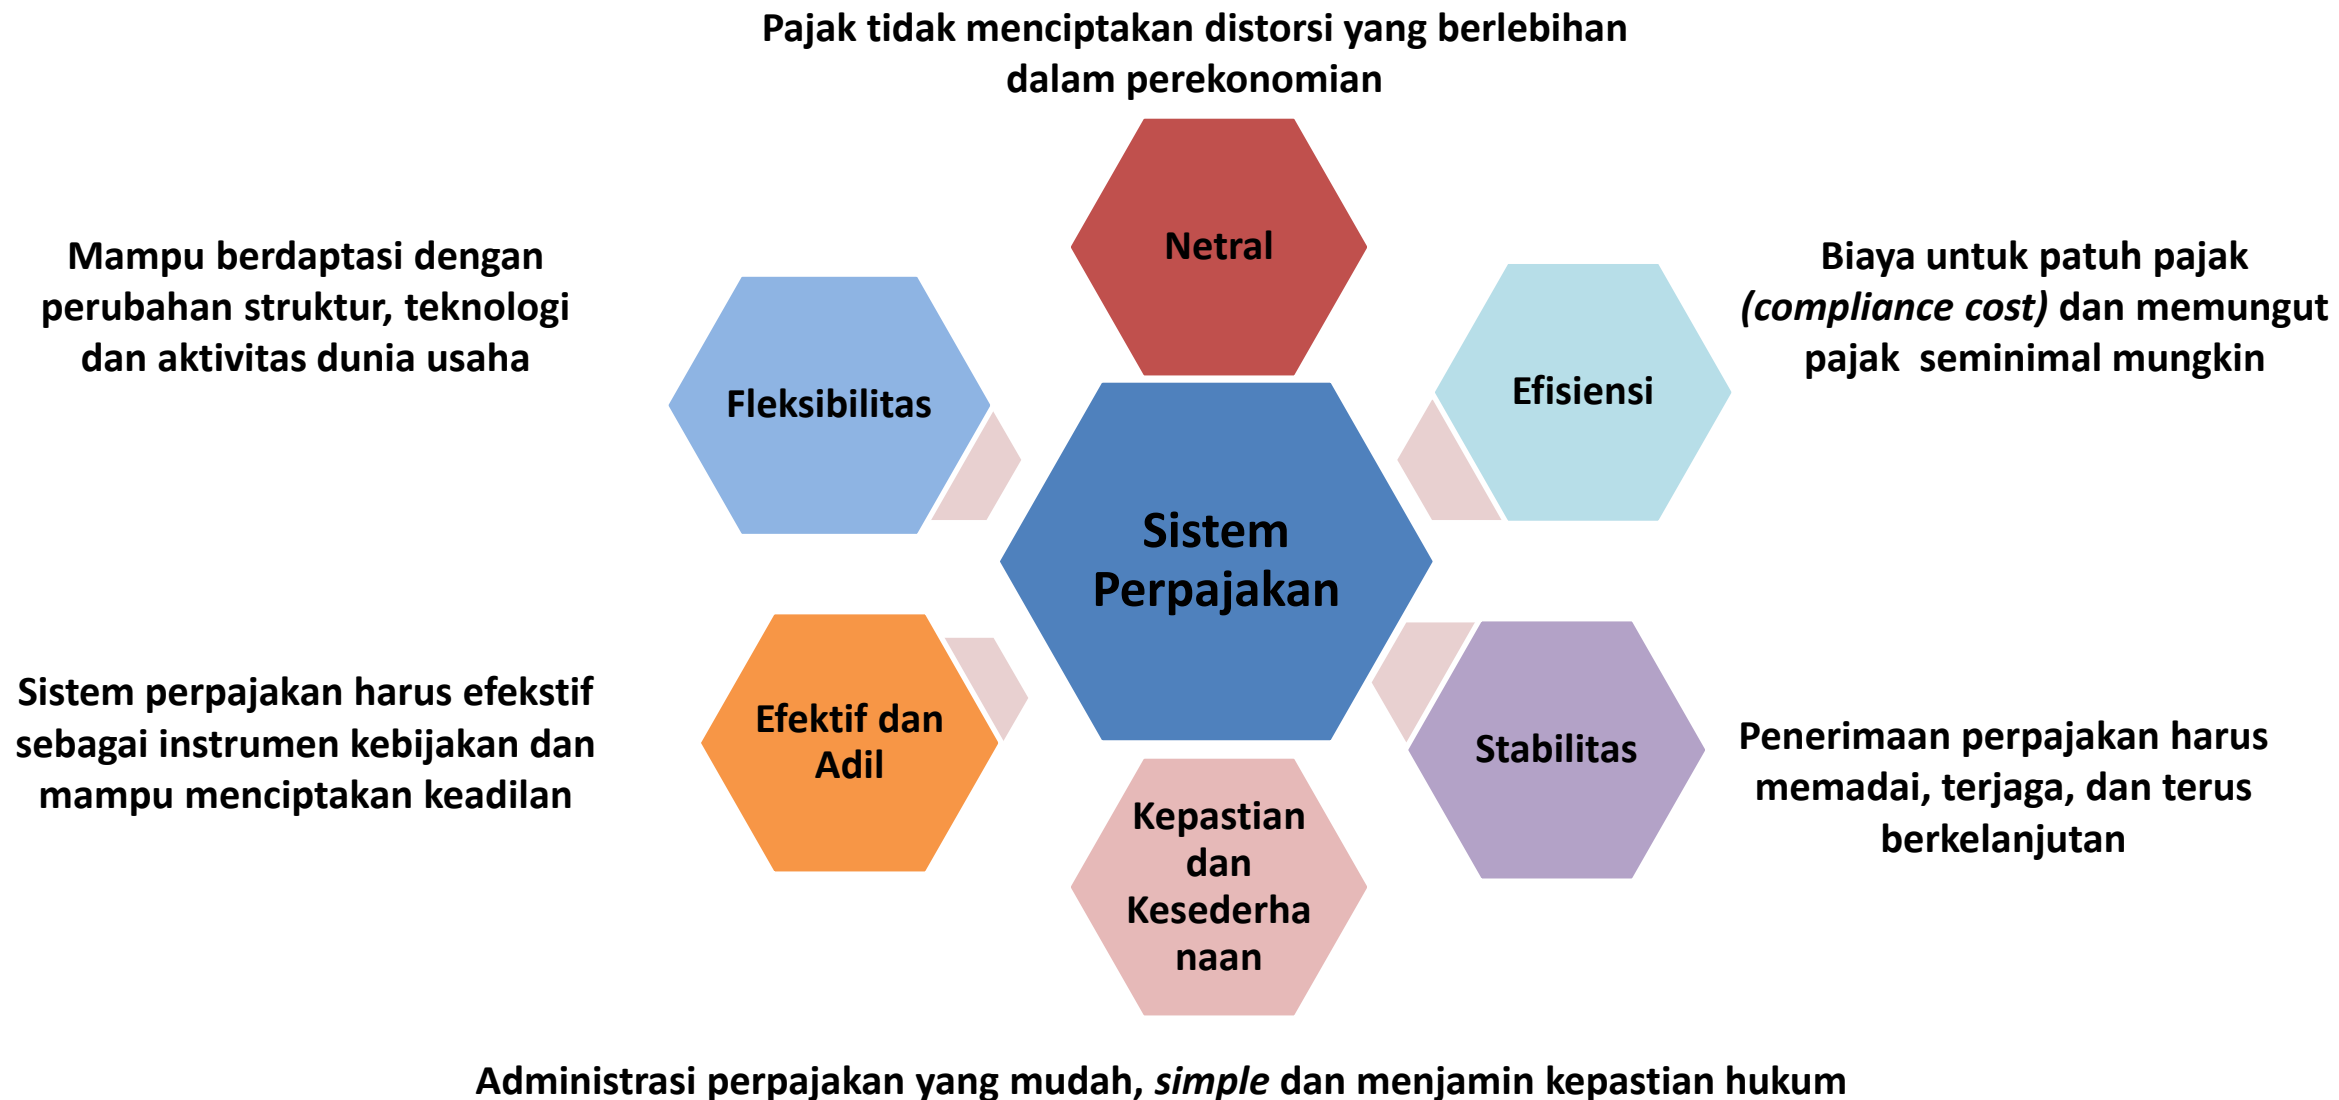 Pajak tidak menciptakan distorsi yang berlebihan
dalam perekonomian
Netral
Mampu berdaptasi dengan
perubahan struktur, teknologi
dan aktivitas dunia usaha
Fleksibilitas
Efisiensi
Biaya untuk patuh pajak
(compliance cost) dan memungut
pajak  seminimal mungkin
Sistem
Perpajakan
Sistem perpajakan harus efekstif
sebagai instrumen kebijakan dan
mampu menciptakan keadilan
Efektif dan
Adil
Stabilitas
Penerimaan perpajakan harus
memadai, terjaga, dan terus
berkelanjutan
Kepastian
dan
Kesederha
naan
Administrasi perpajakan yang mudah, simple dan menjamin kepastian hukum